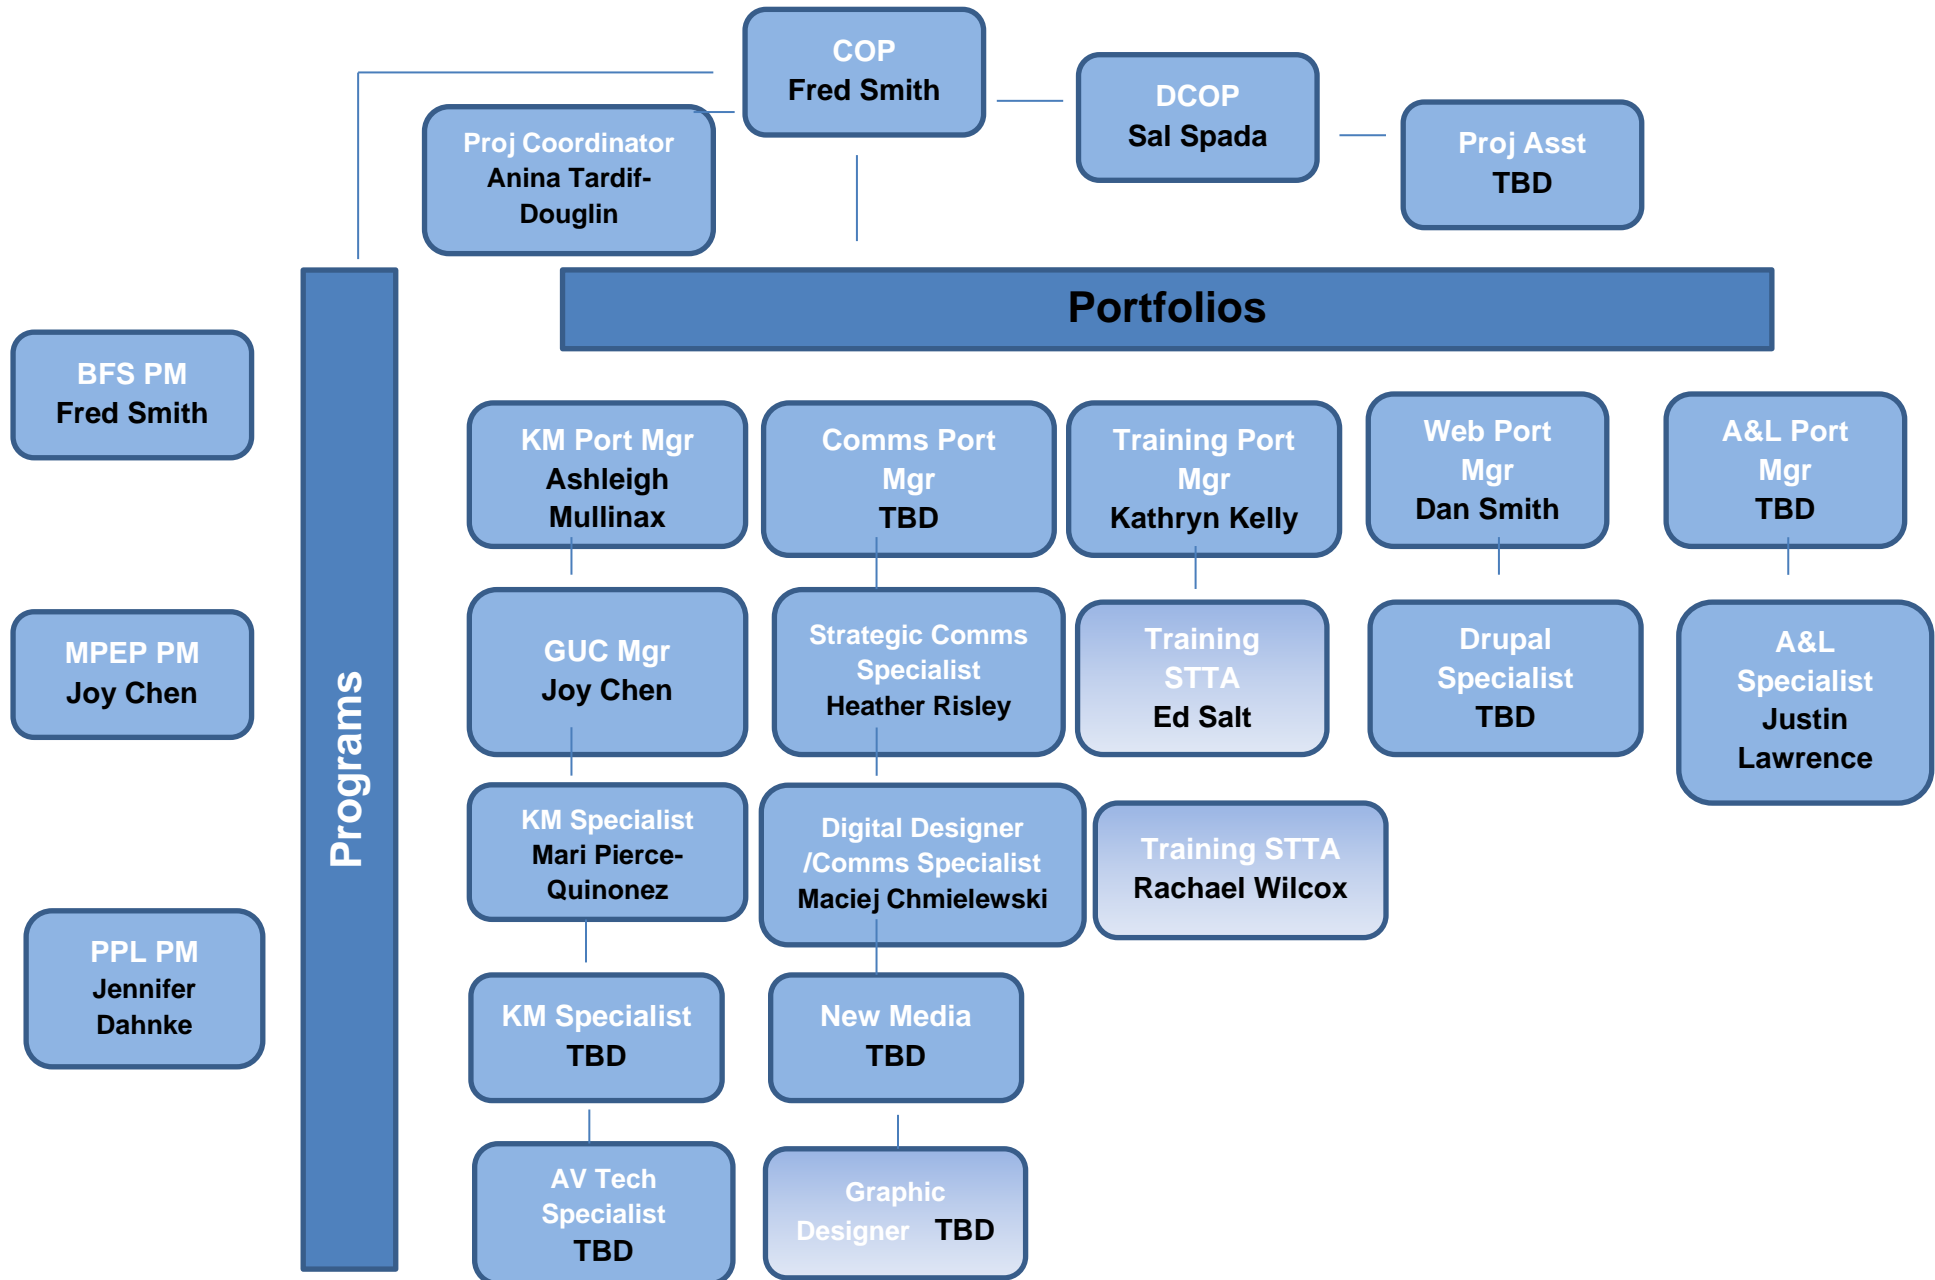 COP
Fred Smith
DCOP
Sal Spada
Proj Asst
TBD
Proj Coordinator
Anina Tardif-
Douglin
Programs
Portfolios
BFS PM
Fred Smith
MPEP PM
Joy Chen
PPL PM
Jennifer
Dahnke
KM Port Mgr
Ashleigh
Mullinax
GUC Mgr
Joy Chen
KM Specialist
Mari Pierce-
Quinonez
KM Specialist
TBD
AV Tech
Specialist
TBD
Comms Port
Mgr
TBD
Strategic Comms
Specialist
Heather Risley
Digital Designer
/Comms Specialist
Maciej Chmielewski
New Media
TBD
Graphic
Designer TBD
Training Port
Mgr
Kathryn Kelly
Training
STTA
Ed Salt
Training STTA
Rachael Wilcox
Web Port
Mgr
Dan Smith
Drupal
Specialist
TBD
A&L Port
Mgr
TBD
A&L
Specialist
Justin
Lawrence